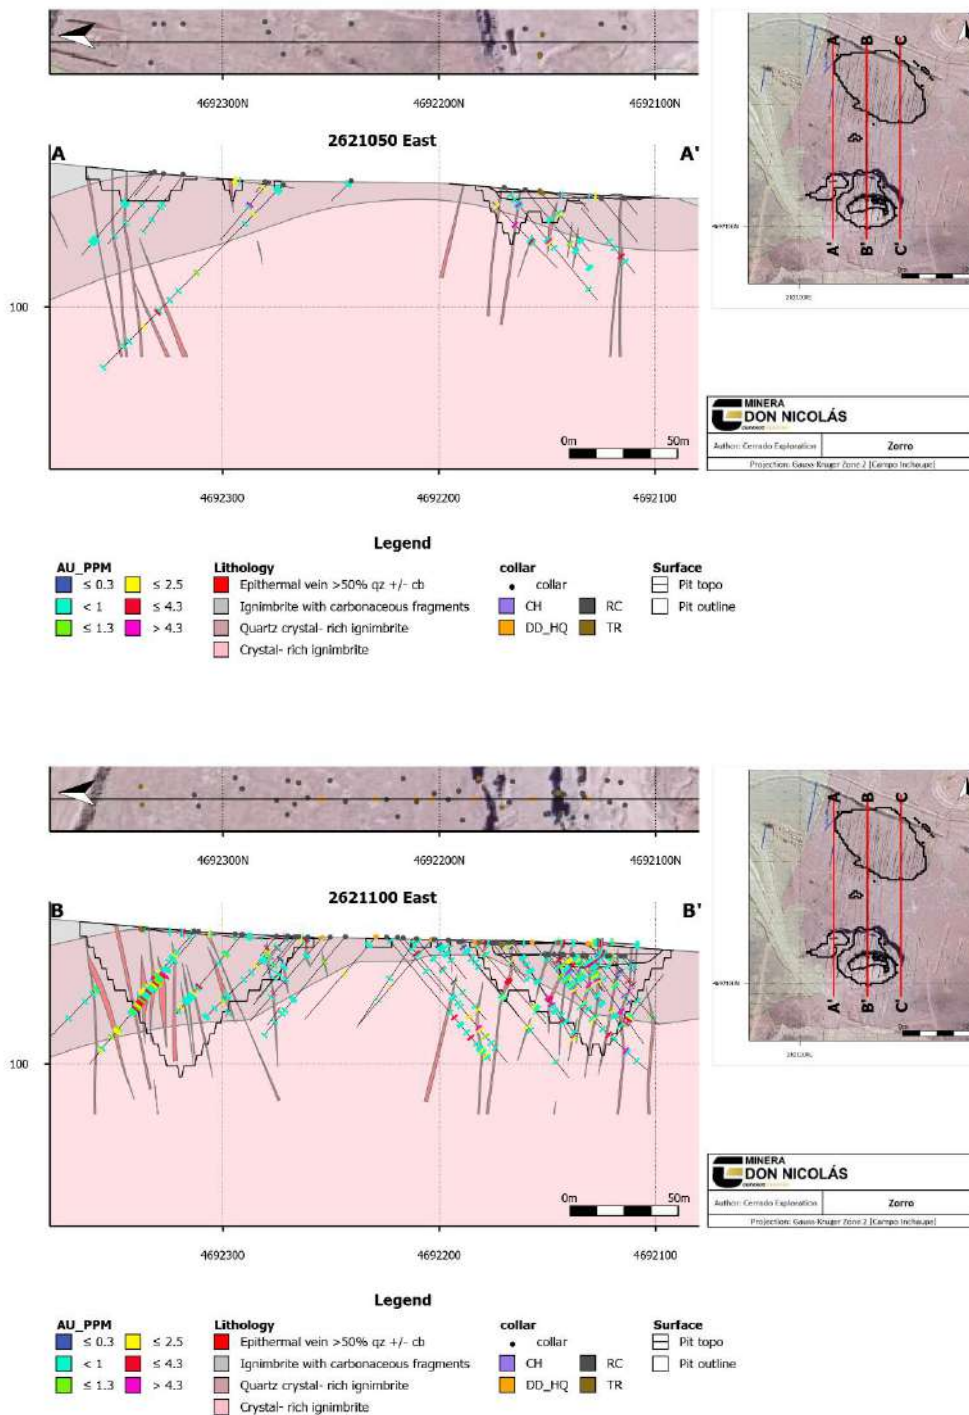 4692300N 4692200N 4692100N
2621050 East
A A'
100
0m 50m
4692300 4692200 4692100
A B C
A' B' C'
0m
MINERA
DON NICOLÁS
Author: Cerrado Exploration Zorro
Projection: Gauss-Kruger Zone 2 [Campo Inchaupe]
Legend
AU_PPM Lithology collar Surface
≤ 0.3 ≤ 2.5 Epithermal vein >50% qz +/- cb collar Pit topo
< 1 ≤ 4.3 Ignimbrite with carbonaceous fragments CH RC Pit outline
≤ 1.3 > 4.3 Quartz crystal- rich ignimbrite DD_HQ TR
Crystal- rich ignimbrite
4692300N 4692200N 4692100N
2621100 East
B B'
100
0m 50m
4692300 4692200 4692100
A B C
A' B' C'
0m
MINERA
DON NICOLÁS
Author: Cerrado Exploration Zorro
Projection: Gauss-Kruger Zone 2 [Campo Inchaupe]
Legend
AU_PPM Lithology collar Surface
≤ 0.3 ≤ 2.5 Epithermal vein >50% qz +/- cb collar Pit topo
< 1 ≤ 4.3 Ignimbrite with carbonaceous fragments CH RC Pit outline
≤ 1.3 > 4.3 Quartz crystal- rich ignimbrite DD_HQ TR
Crystal- rich ignimbrite